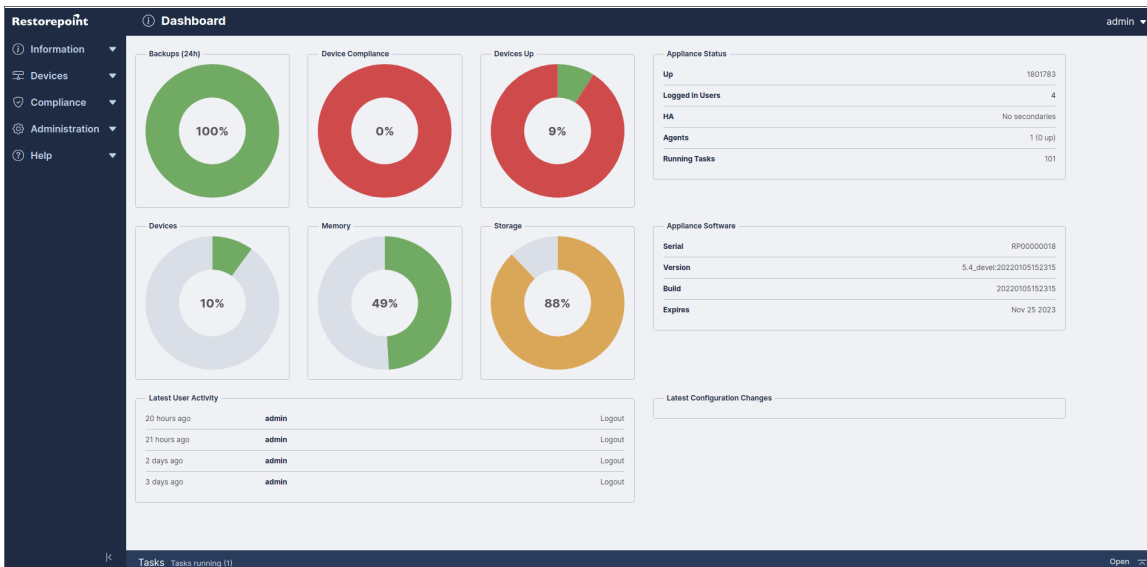 Restorepoint
Dashboard
admin
Information
Devices
Compliance
Administration
Help
Backups (24h)
100%
Device Compliance
0%
Devices Up
9%
Appliance Status
Up 1801783
Logged in Users 4
HA No secondaries
Agents 1 (0 up)
Running Tasks 101
Devices
10%
Memory
49%
Storage
88%
Appliance Software
Serial RP00000018
Version 5.4_devel:20220105152315
Build 20220105152315
Expires Nov 25 2023
Latest User Activity
20 hours ago admin Logout
21 hours ago admin Logout
2 days ago admin Logout
3 days ago admin Logout
Latest Configuration Changes
Tasks Tasks running (1)
Open